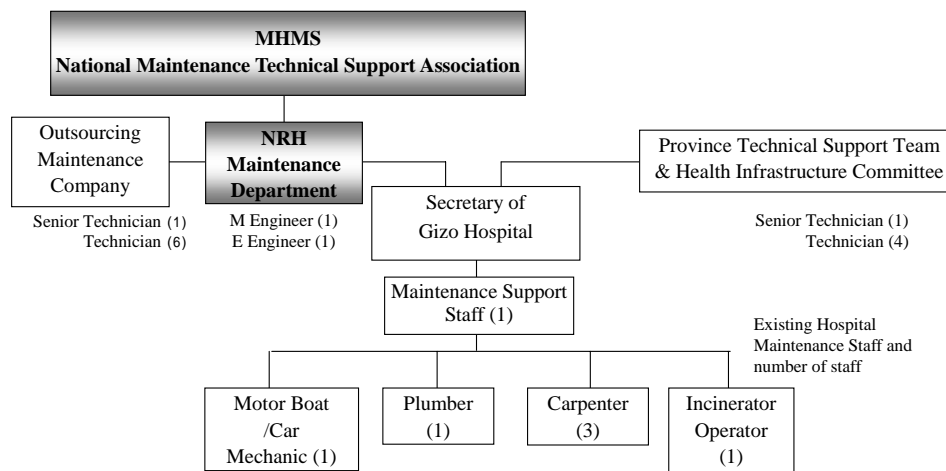 MHMS
National Maintenance Technical Support Association
Outsourcing
Maintenance
Company
NRH
Maintenance
Department
Province Technical Support Team
& Health Infrastructure Committee
Senior Technician (1)
Technician (6)
M Engineer (1)
E Engineer (1)
Secretary of
Gizo Hospital
Senior Technician (1)
Technician (4)
Maintenance Support
Staff (1)
Existing Hospital
Maintenance Staff and
number of staff
Motor Boat
/Car
Mechanic (1)
Plumber
(1)
Carpenter
(3)
Incinerator
Operator
(1)